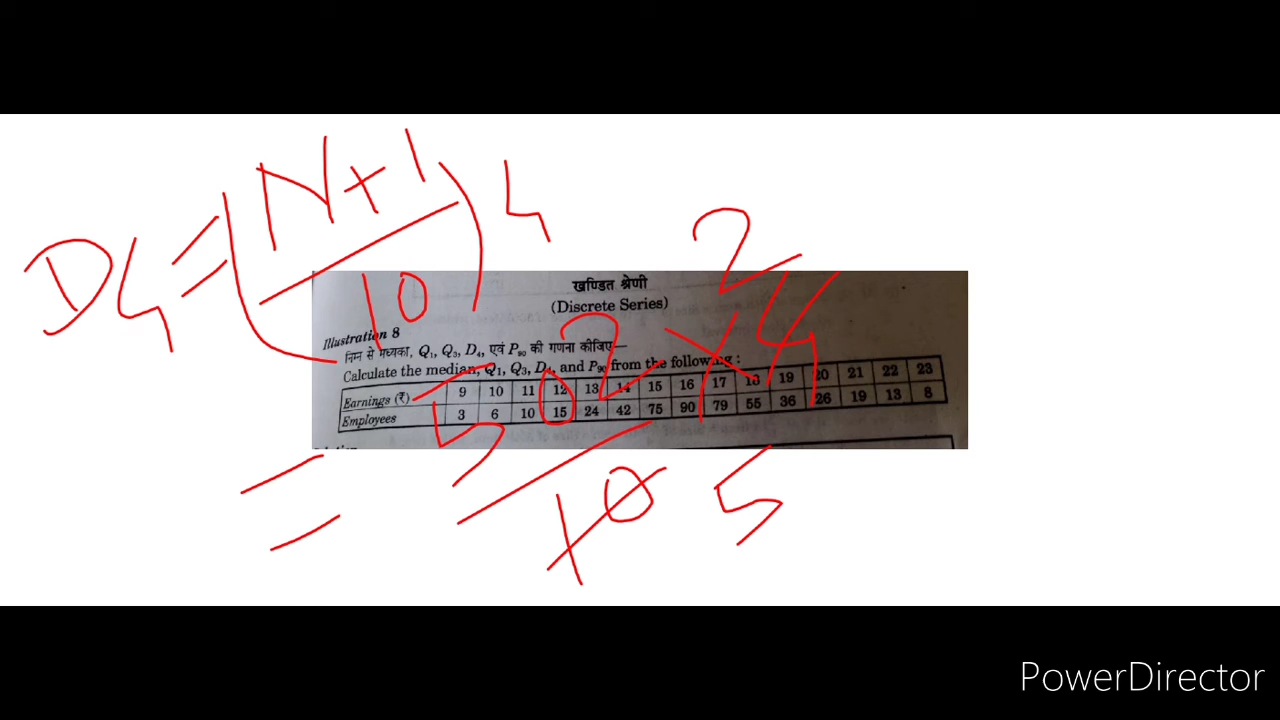 D4 = (N+1/10) 4
खण्डित श्रेणी
(Discrete Series)
Illustration 8
निम्न से मध्यका, Q₁, Q₃, D₄, एवं P₉₀ की गणना कीजिए—
Calculate the median, Q₁, Q₃, D₄, and P₉₀ from the following :
Earnings (₹) 9 10 11 12 13 14 15 16 17 18 19 20 21 22 23
Employees 3 6 10 15 24 42 75 90 79 55 36 26 19 13 8
= 502 × 4 2
10 5
PowerDirector